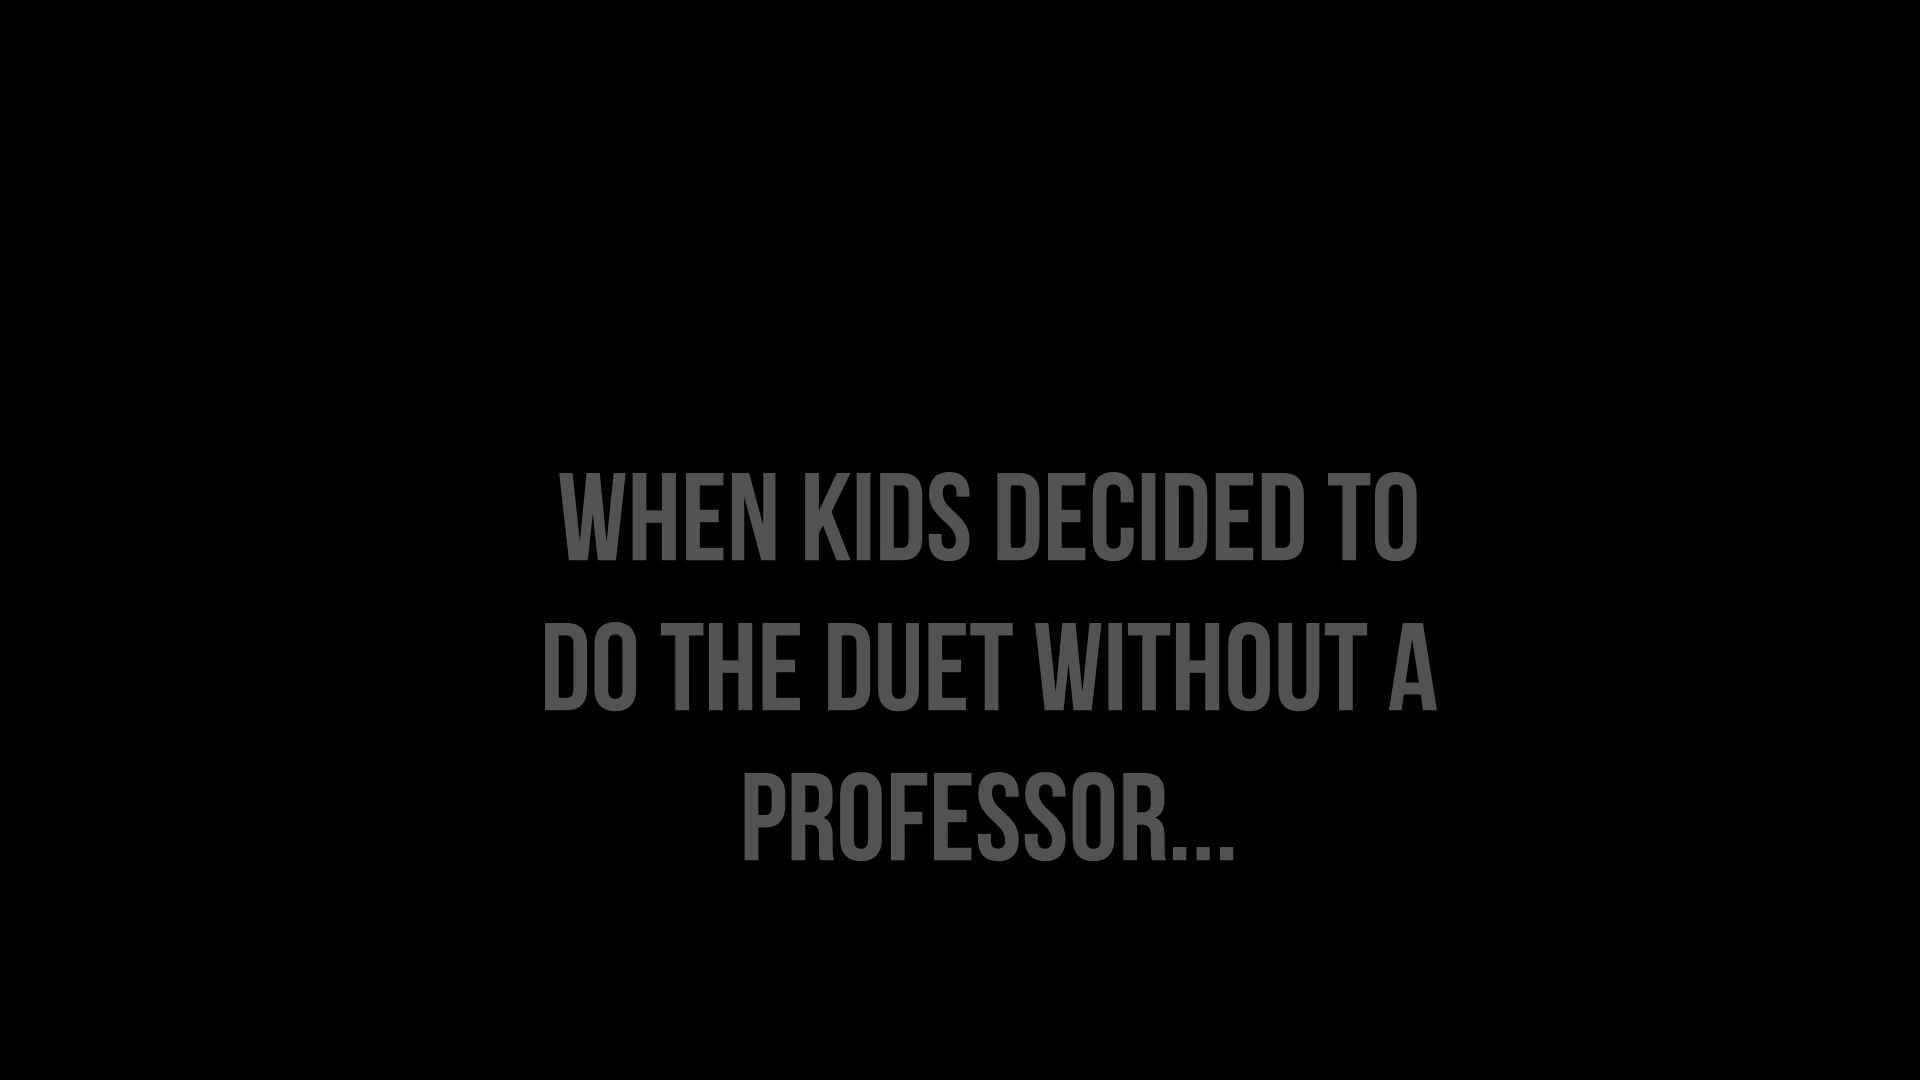 WHEN KIDS DECIDED TO
DO THE DUET WITHOUT A
PROFESSOR...